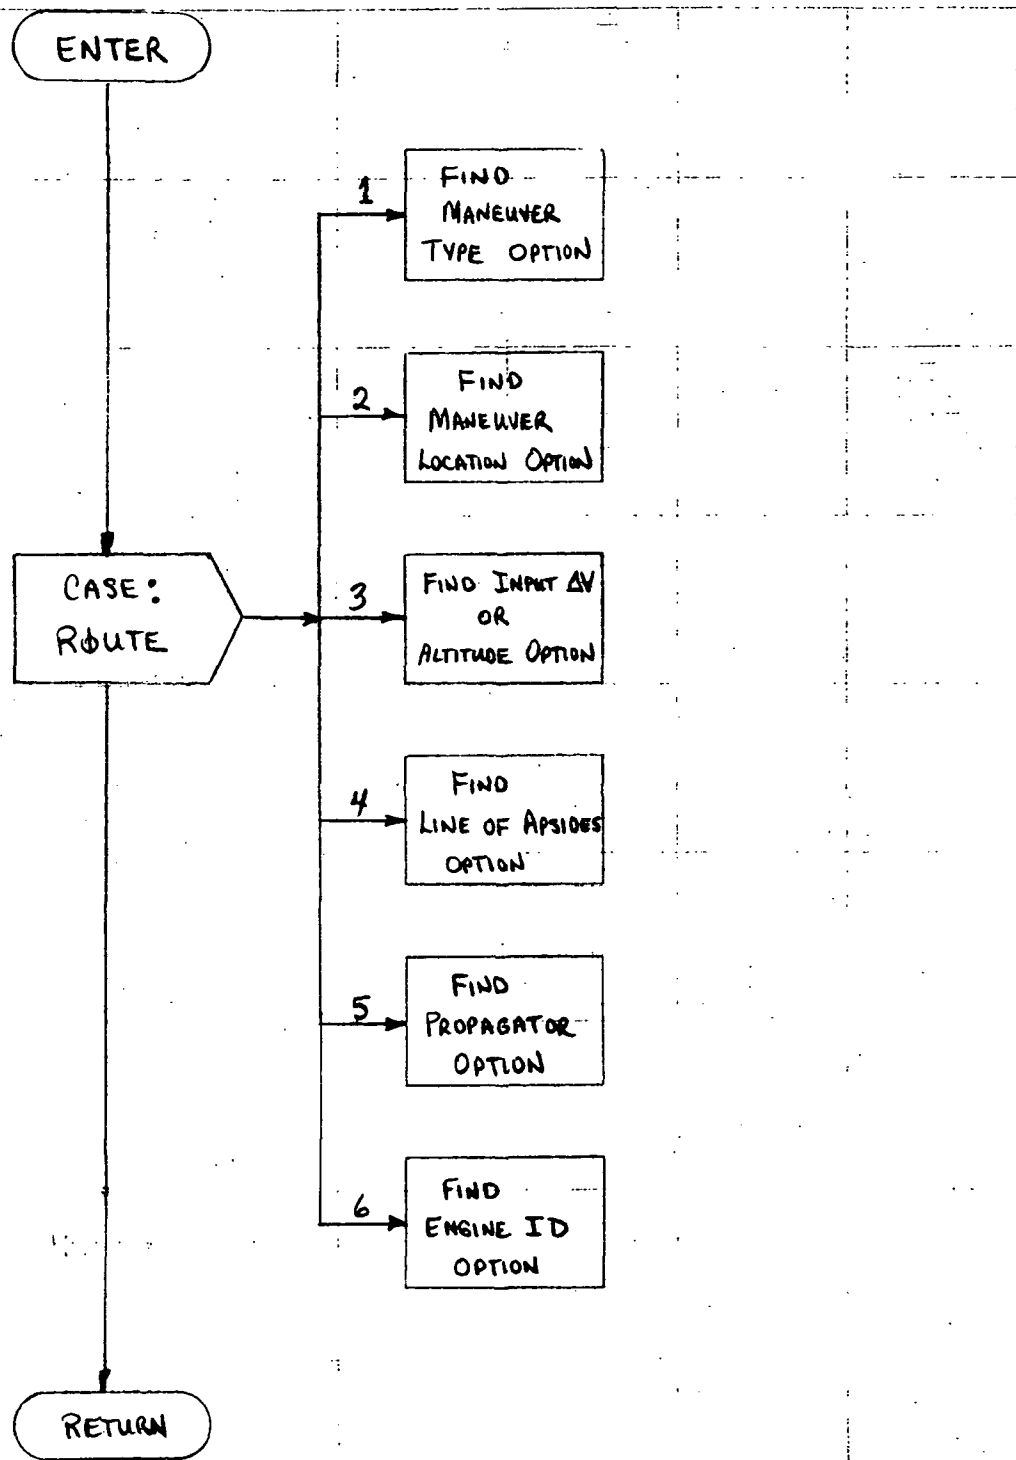 ENTER
1
FIND
MANEUVER
TYPE OPTION
2
FIND
MANEUVER
LOCATION OPTION
CASE:
RØUTE
3
FIND INPUT ΔV
OR
ALTITUDE OPTION
4
FIND
LINE OF APSIDES
OPTION
5
FIND
PROPAGATOR
OPTION
6
FIND
ENGINE ID
OPTION
RETURN